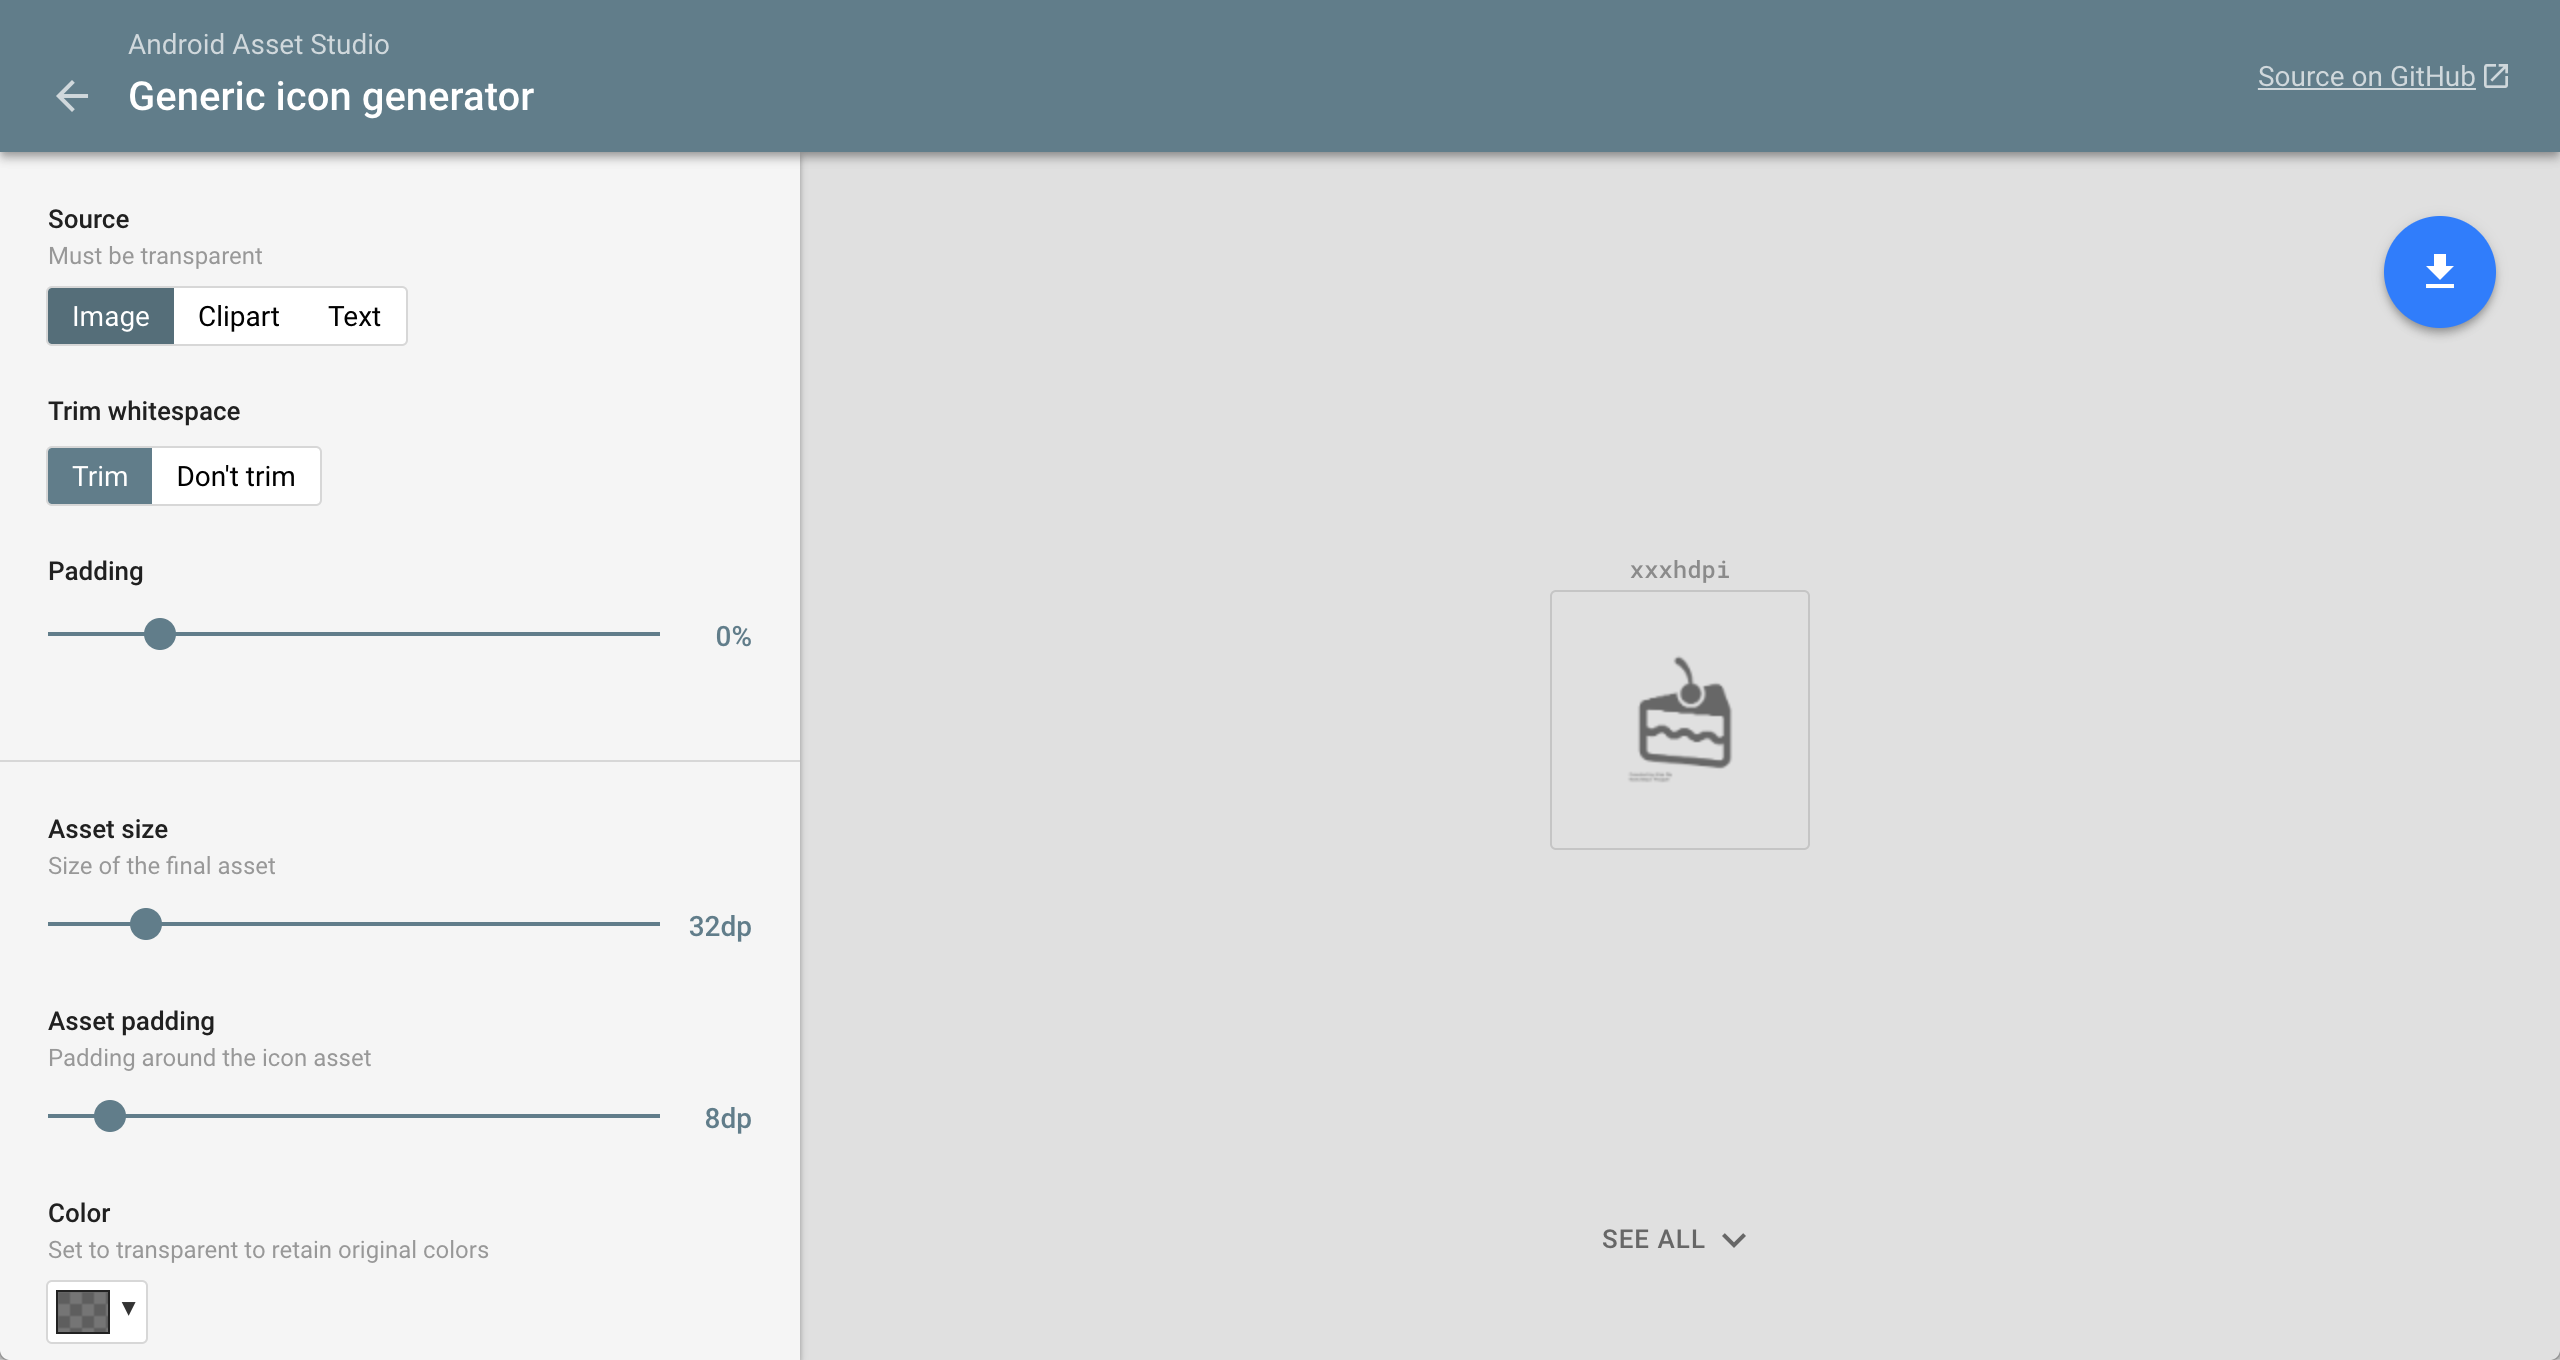 Android Asset Studio
Generic icon generator
Source on GitHub
Source
Must be transparent
Image Clipart Text
Trim whitespace
Trim Don't trim
Padding
0%
Asset size
Size of the final asset
32dp
Asset padding
Padding around the icon asset
8dp
Color
Set to transparent to retain original colors
xxxhdpi
SEE ALL